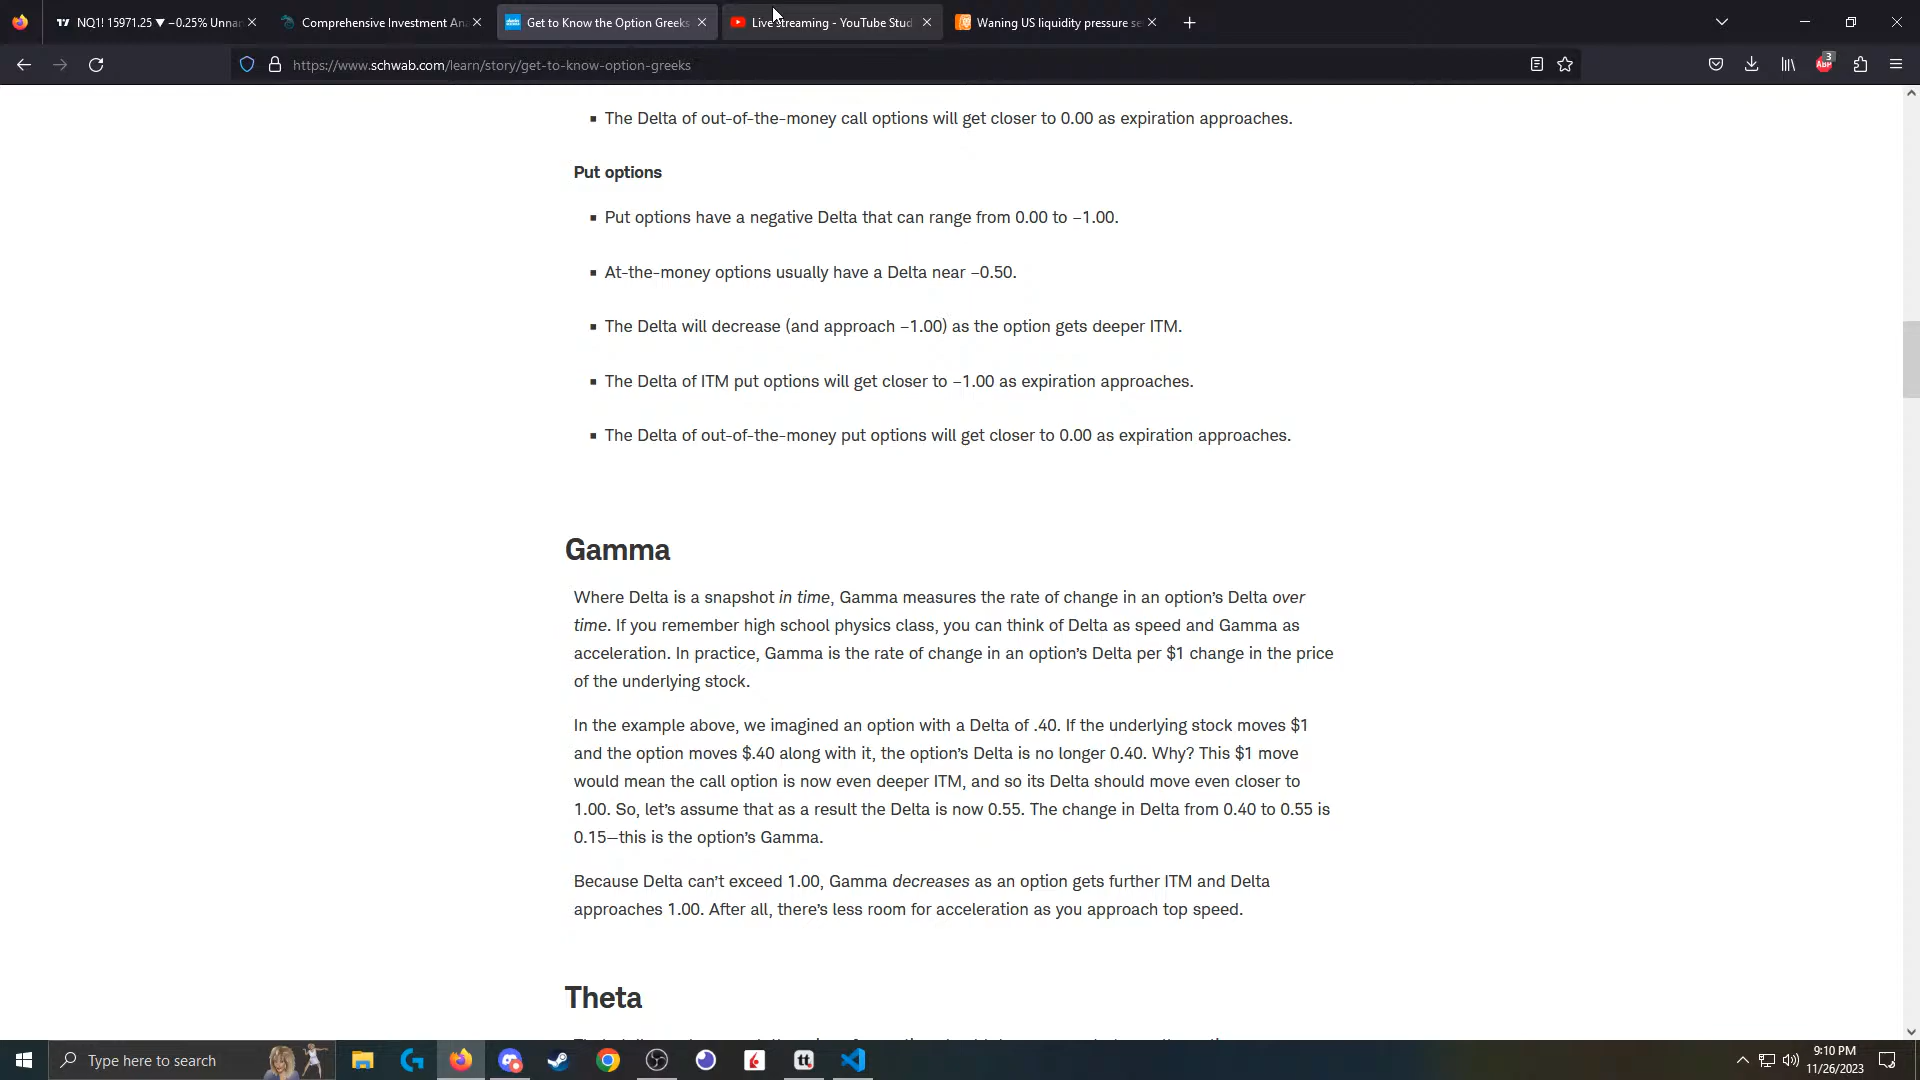 NQ1! 15971.25 ▼ −0.25% Unnar
Comprehensive Investment Ana
Get to Know the Option Greeks
Live streaming - YouTube Stud
Waning US liquidity pressure se
https://www.schwab.com/learn/story/get-to-know-option-greeks
ABP
3
▪ The Delta of out-of-the-money call options will get closer to 0.00 as expiration approaches.
Put options
▪ Put options have a negative Delta that can range from 0.00 to −1.00.
▪ At-the-money options usually have a Delta near −0.50.
▪ The Delta will decrease (and approach −1.00) as the option gets deeper ITM.
▪ The Delta of ITM put options will get closer to −1.00 as expiration approaches.
▪ The Delta of out-of-the-money put options will get closer to 0.00 as expiration approaches.
Gamma
Where Delta is a snapshot in time, Gamma measures the rate of change in an option’s Delta over
time. If you remember high school physics class, you can think of Delta as speed and Gamma as
acceleration. In practice, Gamma is the rate of change in an option’s Delta per $1 change in the price
of the underlying stock.
In the example above, we imagined an option with a Delta of .40. If the underlying stock moves $1
and the option moves $.40 along with it, the option’s Delta is no longer 0.40. Why? This $1 move
would mean the call option is now even deeper ITM, and so its Delta should move even closer to
1.00. So, let’s assume that as a result the Delta is now 0.55. The change in Delta from 0.40 to 0.55 is
0.15—this is the option’s Gamma.
Because Delta can’t exceed 1.00, Gamma decreases as an option gets further ITM and Delta
approaches 1.00. After all, there’s less room for acceleration as you approach top speed.
Theta
Type here to search
tt
9:10 PM
11/26/2023